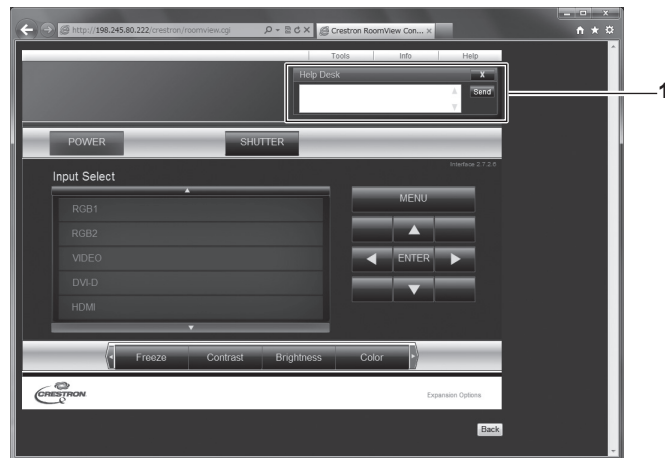 http://198.245.80.222/crestron/roomview.cgi
Crestron RoomView Con... ×
Tools Info Help
Help Desk X
Send
1
POWER SHUTTER
Interface 2.7.2.5
Input Select
RGB1
RGB2
VIDEO
DVI-D
HDMI
MENU
ENTER
Freeze Contrast Brightness Color
CRESTRON
Expansion Options
Back